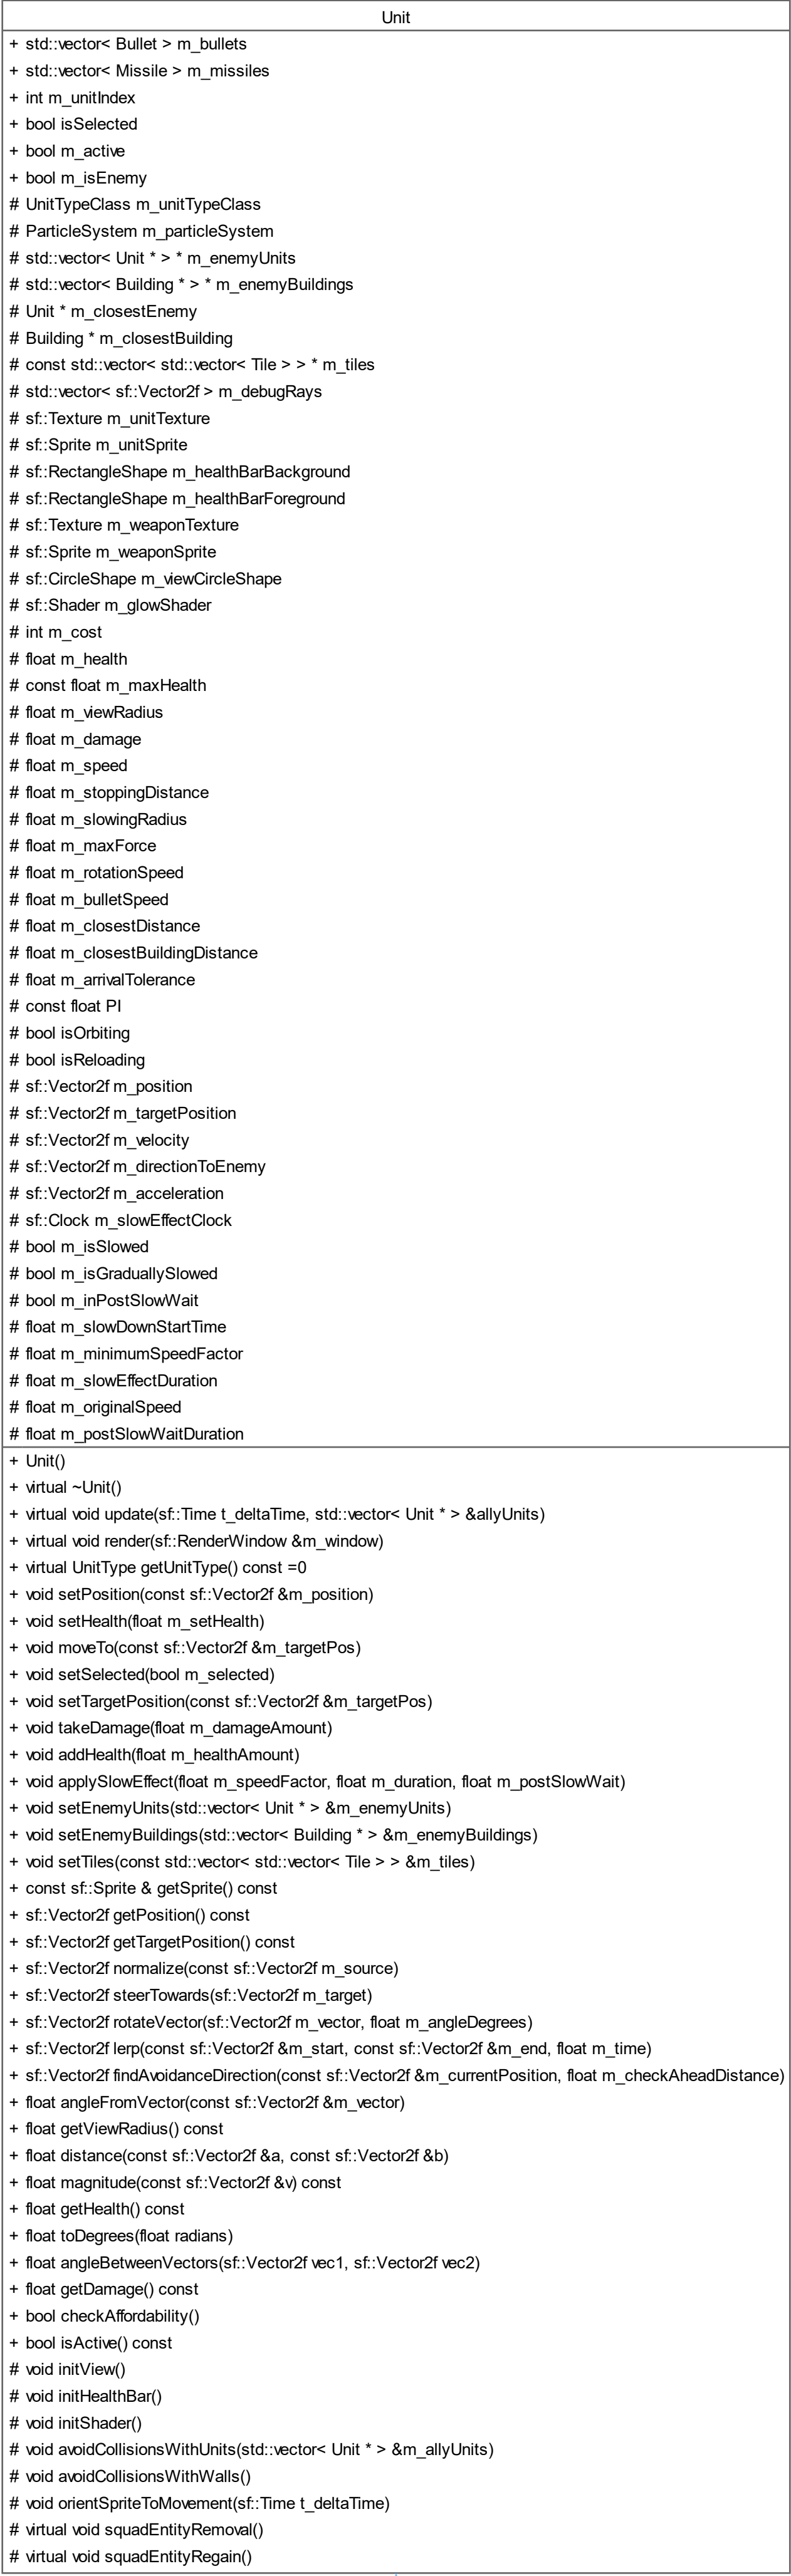 Unit
+ std::vector< Bullet > m_bullets
+ std::vector< Missile > m_missiles
+ int m_unitIndex
+ bool isSelected
+ bool m_active
+ bool m_isEnemy
# UnitTypeClass m_unitTypeClass
# ParticleSystem m_particleSystem
# std::vector< Unit * > * m_enemyUnits
# std::vector< Building * > * m_enemyBuildings
# Unit * m_closestEnemy
# Building * m_closestBuilding
# const std::vector< std::vector< Tile > > * m_tiles
# std::vector< sf::Vector2f > m_debugRays
# sf::Texture m_unitTexture
# sf::Sprite m_unitSprite
# sf::RectangleShape m_healthBarBackground
# sf::RectangleShape m_healthBarForeground
# sf::Texture m_weaponTexture
# sf::Sprite m_weaponSprite
# sf::CircleShape m_viewCircleShape
# sf::Shader m_glowShader
# int m_cost
# float m_health
# const float m_maxHealth
# float m_viewRadius
# float m_damage
# float m_speed
# float m_stoppingDistance
# float m_slowingRadius
# float m_maxForce
# float m_rotationSpeed
# float m_bulletSpeed
# float m_closestDistance
# float m_closestBuildingDistance
# float m_arrivalTolerance
# const float PI
# bool isOrbiting
# bool isReloading
# sf::Vector2f m_position
# sf::Vector2f m_targetPosition
# sf::Vector2f m_velocity
# sf::Vector2f m_directionToEnemy
# sf::Vector2f m_acceleration
# sf::Clock m_slowEffectClock
# bool m_isSlowed
# bool m_isGraduallySlowed
# bool m_inPostSlowWait
# float m_slowDownStartTime
# float m_minimumSpeedFactor
# float m_slowEffectDuration
# float m_originalSpeed
# float m_postSlowWaitDuration
+ Unit()
+ virtual ~Unit()
+ virtual void update(sf::Time t_deltaTime, std::vector< Unit * > &allyUnits)
+ virtual void render(sf::RenderWindow &m_window)
+ virtual UnitType getUnitType() const =0
+ void setPosition(const sf::Vector2f &m_position)
+ void setHealth(float m_setHealth)
+ void moveTo(const sf::Vector2f &m_targetPos)
+ void setSelected(bool m_selected)
+ void setTargetPosition(const sf::Vector2f &m_targetPos)
+ void takeDamage(float m_damageAmount)
+ void addHealth(float m_healthAmount)
+ void applySlowEffect(float m_speedFactor, float m_duration, float m_postSlowWait)
+ void setEnemyUnits(std::vector< Unit * > &m_enemyUnits)
+ void setEnemyBuildings(std::vector< Building * > &m_enemyBuildings)
+ void setTiles(const std::vector< std::vector< Tile > > &m_tiles)
+ const sf::Sprite & getSprite() const
+ sf::Vector2f getPosition() const
+ sf::Vector2f getTargetPosition() const
+ sf::Vector2f normalize(const sf::Vector2f m_source)
+ sf::Vector2f steerTowards(sf::Vector2f m_target)
+ sf::Vector2f rotateVector(sf::Vector2f m_vector, float m_angleDegrees)
+ sf::Vector2f lerp(const sf::Vector2f &m_start, const sf::Vector2f &m_end, float m_time)
+ sf::Vector2f findAvoidanceDirection(const sf::Vector2f &m_currentPosition, float m_checkAheadDistance)
+ float angleFromVector(const sf::Vector2f &m_vector)
+ float getViewRadius() const
+ float distance(const sf::Vector2f &a, const sf::Vector2f &b)
+ float magnitude(const sf::Vector2f &v) const
+ float getHealth() const
+ float toDegrees(float radians)
+ float angleBetweenVectors(sf::Vector2f vec1, sf::Vector2f vec2)
+ float getDamage() const
+ bool checkAffordability()
+ bool isActive() const
# void initView()
# void initHealthBar()
# void initShader()
# void avoidCollisionsWithUnits(std::vector< Unit * > &m_allyUnits)
# void avoidCollisionsWithWalls()
# void orientSpriteToMovement(sf::Time t_deltaTime)
# virtual void squadEntityRemoval()
# virtual void squadEntityRegain()